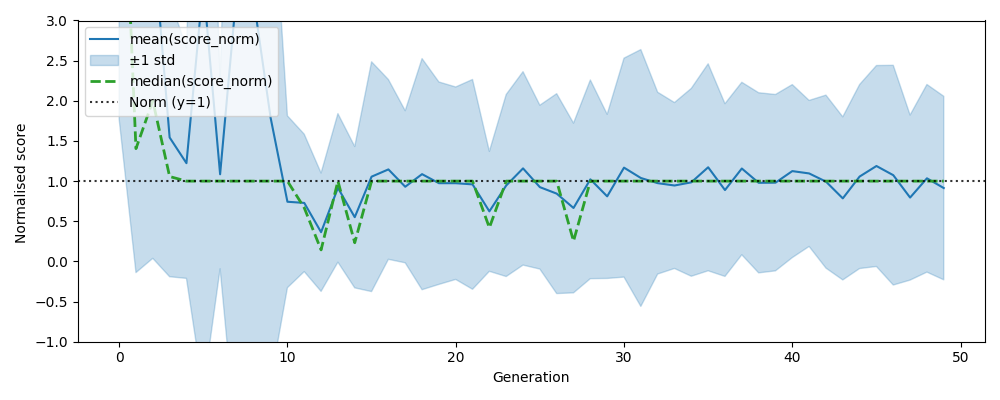 3.0
2.5
2.0
1.5
1.0
0.5
0.0
−0.5
−1.0
Normalised score
mean(score_norm)
±1 std
median(score_norm)
Norm (y=1)
0 10 20 30 40 50
Generation